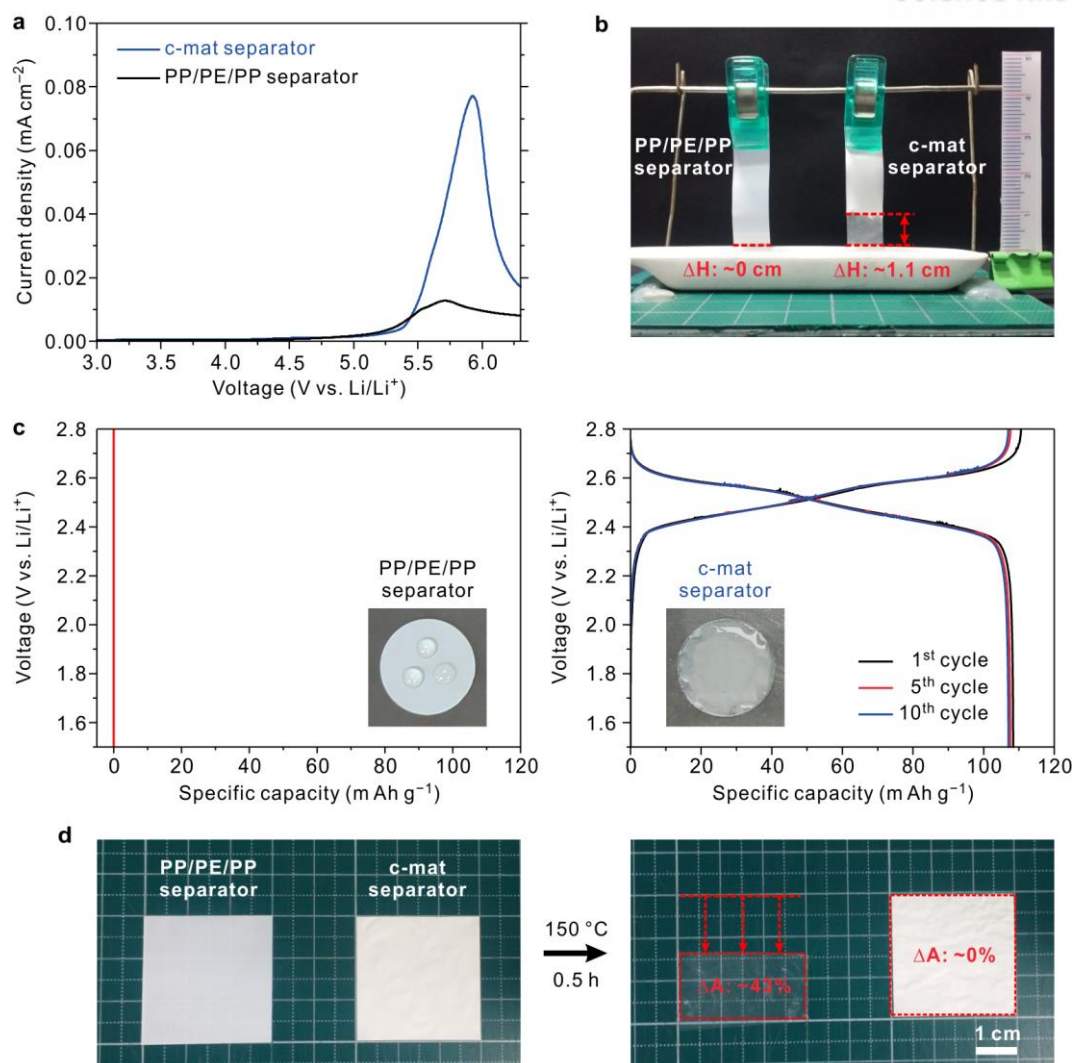 a
0.10
0.08
0.06
0.04
0.02
0.00
Current density (mA cm⁻²)
c-mat separator
PP/PE/PP separator
3.0 3.5 4.0 4.5 5.0 5.5 6.0
Voltage (V vs. Li/Li⁺)
b
PP/PE/PP
separator
c-mat
separator
ΔH: ~0 cm
ΔH: ~1.1 cm
c
2.8
2.6
2.4
2.2
2.0
1.8
1.6
Voltage (V vs. Li/Li⁺)
PP/PE/PP
separator
0 20 40 60 80 100 120
Specific capacity (m Ah g⁻¹)
2.8
2.6
2.4
2.2
2.0
1.8
1.6
Voltage (V vs. Li/Li⁺)
c-mat
separator
1ˢᵗ cycle
5ᵗʰ cycle
10ᵗʰ cycle
0 20 40 60 80 100 120
Specific capacity (m Ah g⁻¹)
d
PP/PE/PP
separator
c-mat
separator
150 °C
0.5 h
ΔA: ~43%
ΔA: ~0%
1 cm